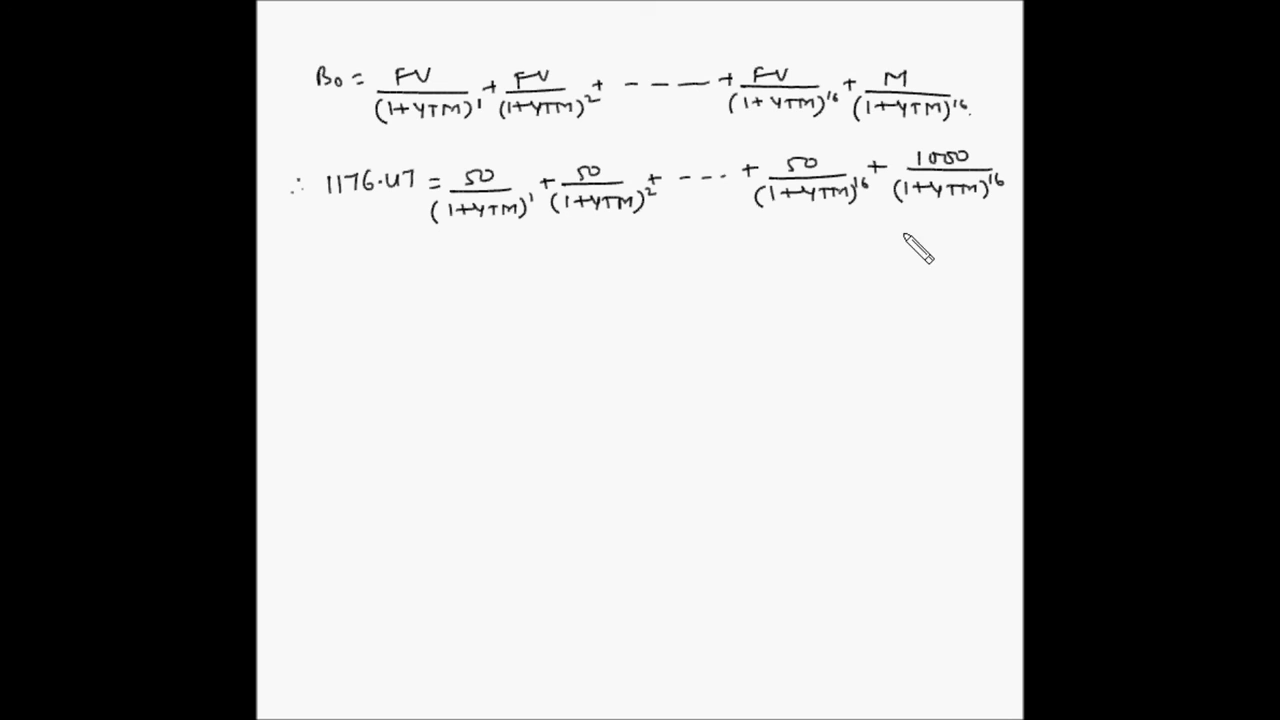 B₀ = FV/(1+YTM)¹ + FV/(1+YTM)² + - - — + FV/(1+YTM)¹⁶ + M/(1+YTM)¹⁶.
∴ 1176.47 = 50/(1+YTM)¹ + 50/(1+YTM)² + - - - . + 50/(1+YTM)¹⁶ + 1000/(1+YTM)¹⁶